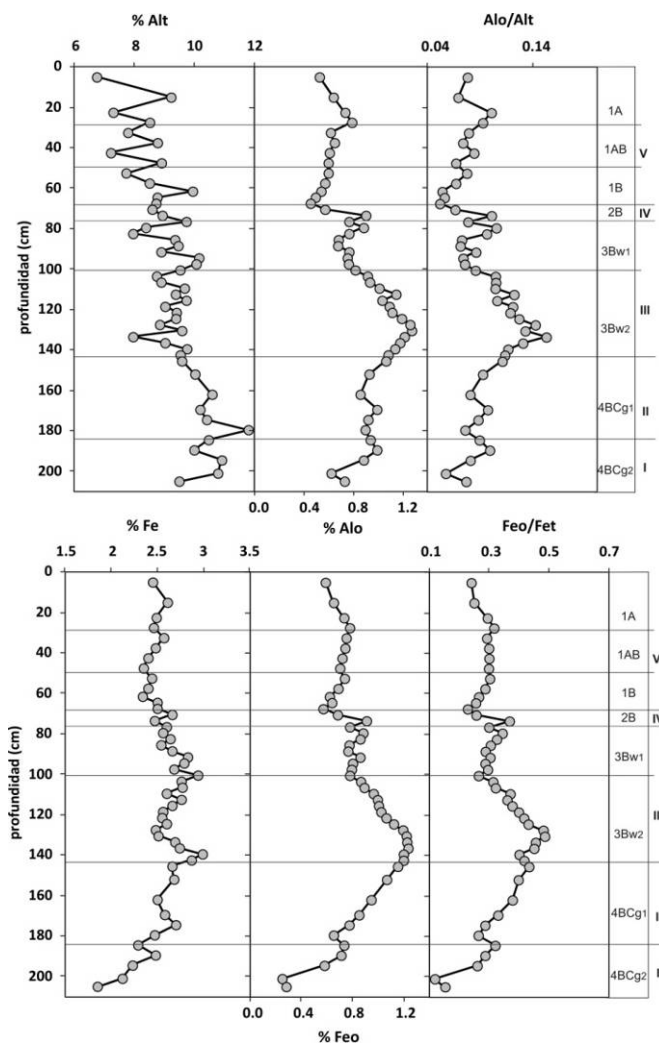 % Alt
Alo/Alt
6 8 10 12
0.04 0.14
profundidad (cm)
0
20
40
60
80
100
120
140
160
180
200
1A
1AB
V
1B
2B
IV
3Bw1
3Bw2
III
4BCg1
II
4BCg2
I
0.0 0.4 0.8 1.2
% Fe
% Alo
Feo/Fet
1.5 2 2.5 3 3.5
0.1 0.3 0.5 0.7
profundidad (cm)
0
20
40
60
80
100
120
140
160
180
200
1A
1AB
V
1B
2B
IV
3Bw1
3Bw2
II
4BCg1
I
4BCg2
I
0.0 0.4 0.8 1.2
% Feo